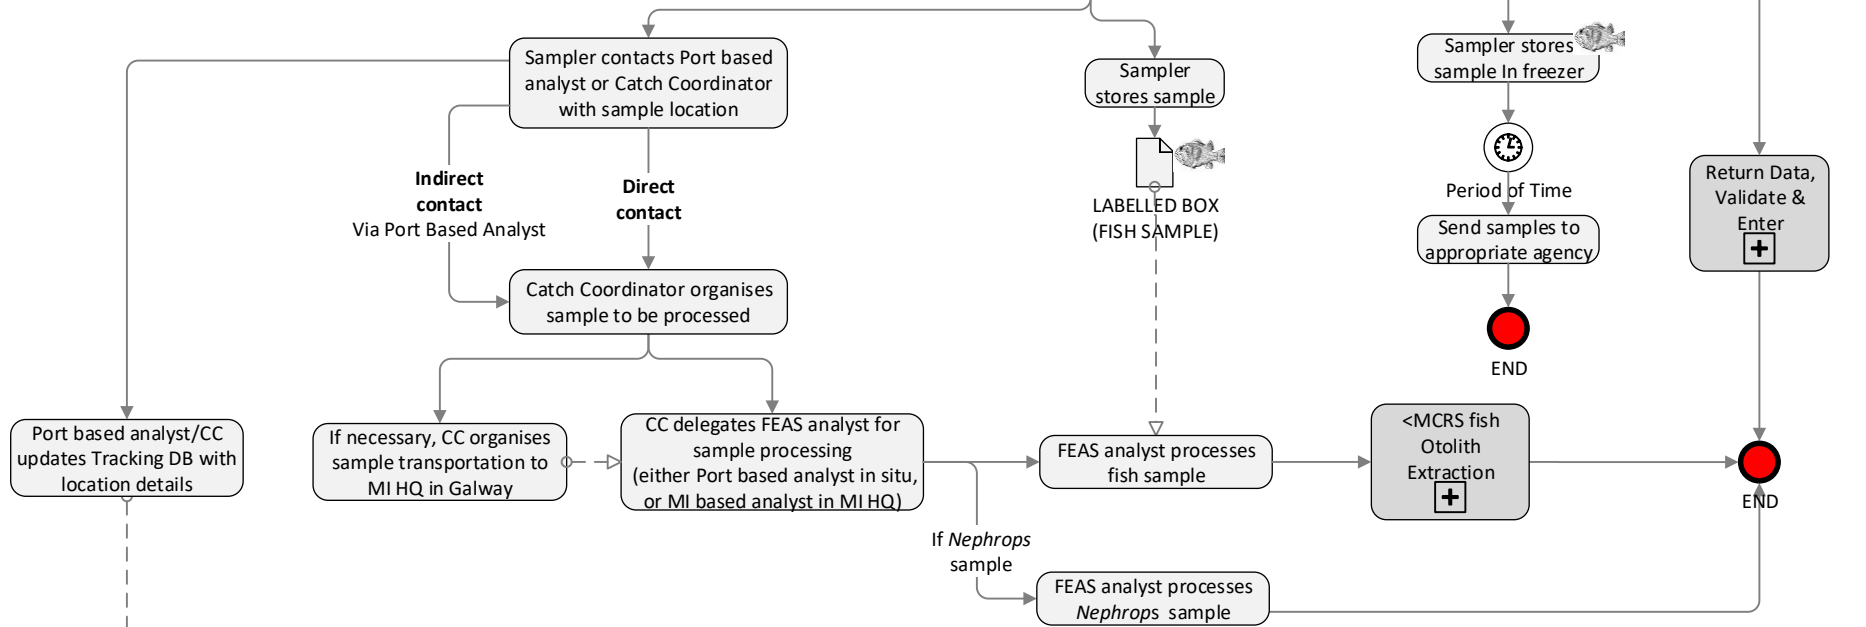 Sampler contacts Port based
analyst or Catch Coordinator
with sample location
Sampler
stores sample
Sampler stores
sample In freezer
Indirect
contact
Via Port Based Analyst
Direct
contact
LABELLED BOX
(FISH SAMPLE)
Period of Time
Send samples to
appropriate agency
END
Return Data,
Validate &
Enter
Catch Coordinator organises
sample to be processed
Port based analyst/CC
updates Tracking DB with
location details
If necessary, CC organises
sample transportation to
MI HQ in Galway
CC delegates FEAS analyst for
sample processing
(either Port based analyst in situ,
or MI based analyst in MI HQ)
FEAS analyst processes
fish sample
<MCRS fish
Otolith
Extraction
END
If Nephrops
sample
FEAS analyst processes
Nephrops sample